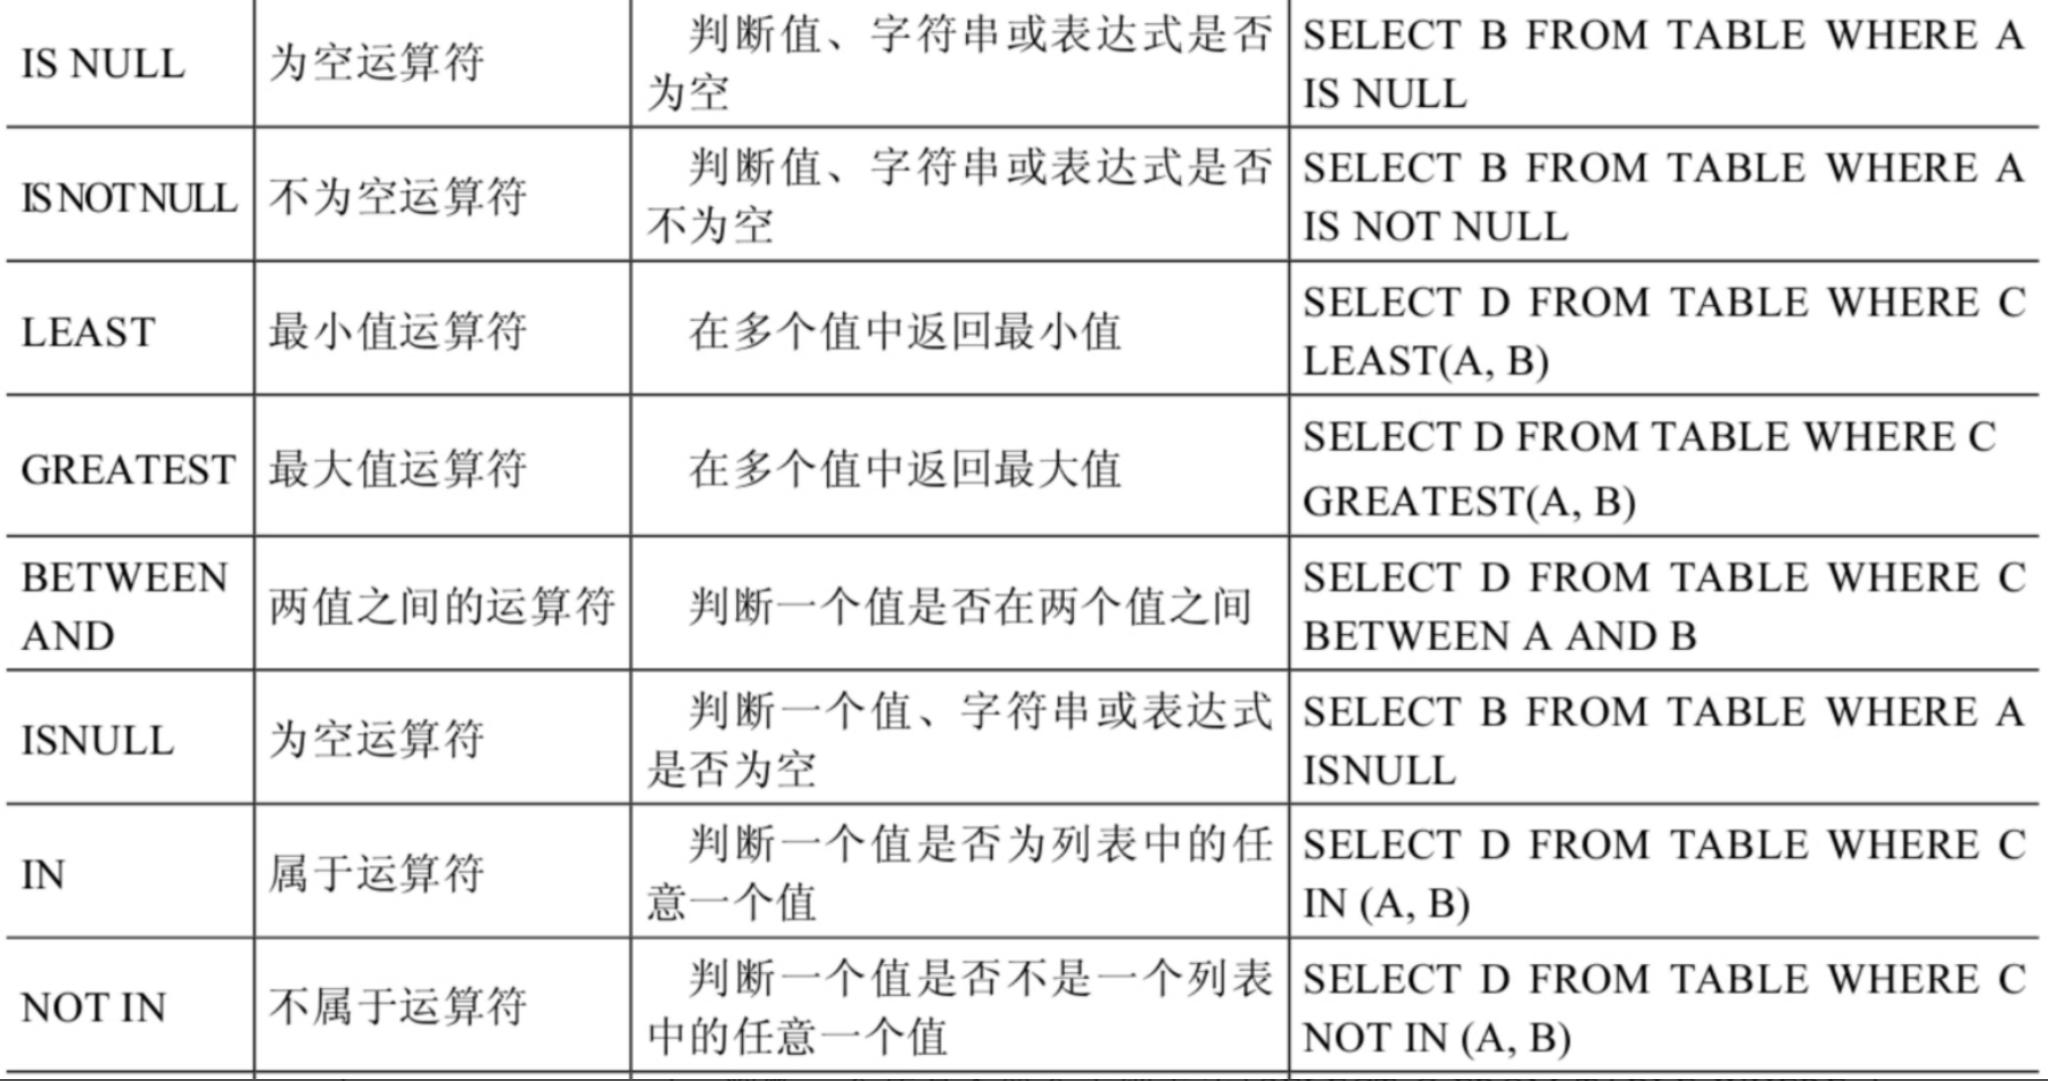 IS NULL
为空运算符
判断值、字符串或表达式是否
为空
SELECT B FROM TABLE WHERE A
IS NULL
IS NOT NULL
不为空运算符
判断值、字符串或表达式是否
不为空
SELECT B FROM TABLE WHERE A
IS NOT NULL
LEAST
最小值运算符
在多个值中返回最小值
SELECT D FROM TABLE WHERE C
LEAST(A, B)
GREATEST
最大值运算符
在多个值中返回最大值
SELECT D FROM TABLE WHERE C
GREATEST(A, B)
BETWEEN
AND
两值之间的运算符
判断一个值是否在两个值之间
SELECT D FROM TABLE WHERE C
BETWEEN A AND B
ISNULL
为空运算符
判断一个值、字符串或表达式
是否为空
SELECT B FROM TABLE WHERE A
ISNULL
IN
属于运算符
判断一个值是否为列表中的任
意一个值
SELECT D FROM TABLE WHERE C
IN (A, B)
NOT IN
不属于运算符
判断一个值是否不是一个列表
中的任意一个值
SELECT D FROM TABLE WHERE C
NOT IN (A, B)